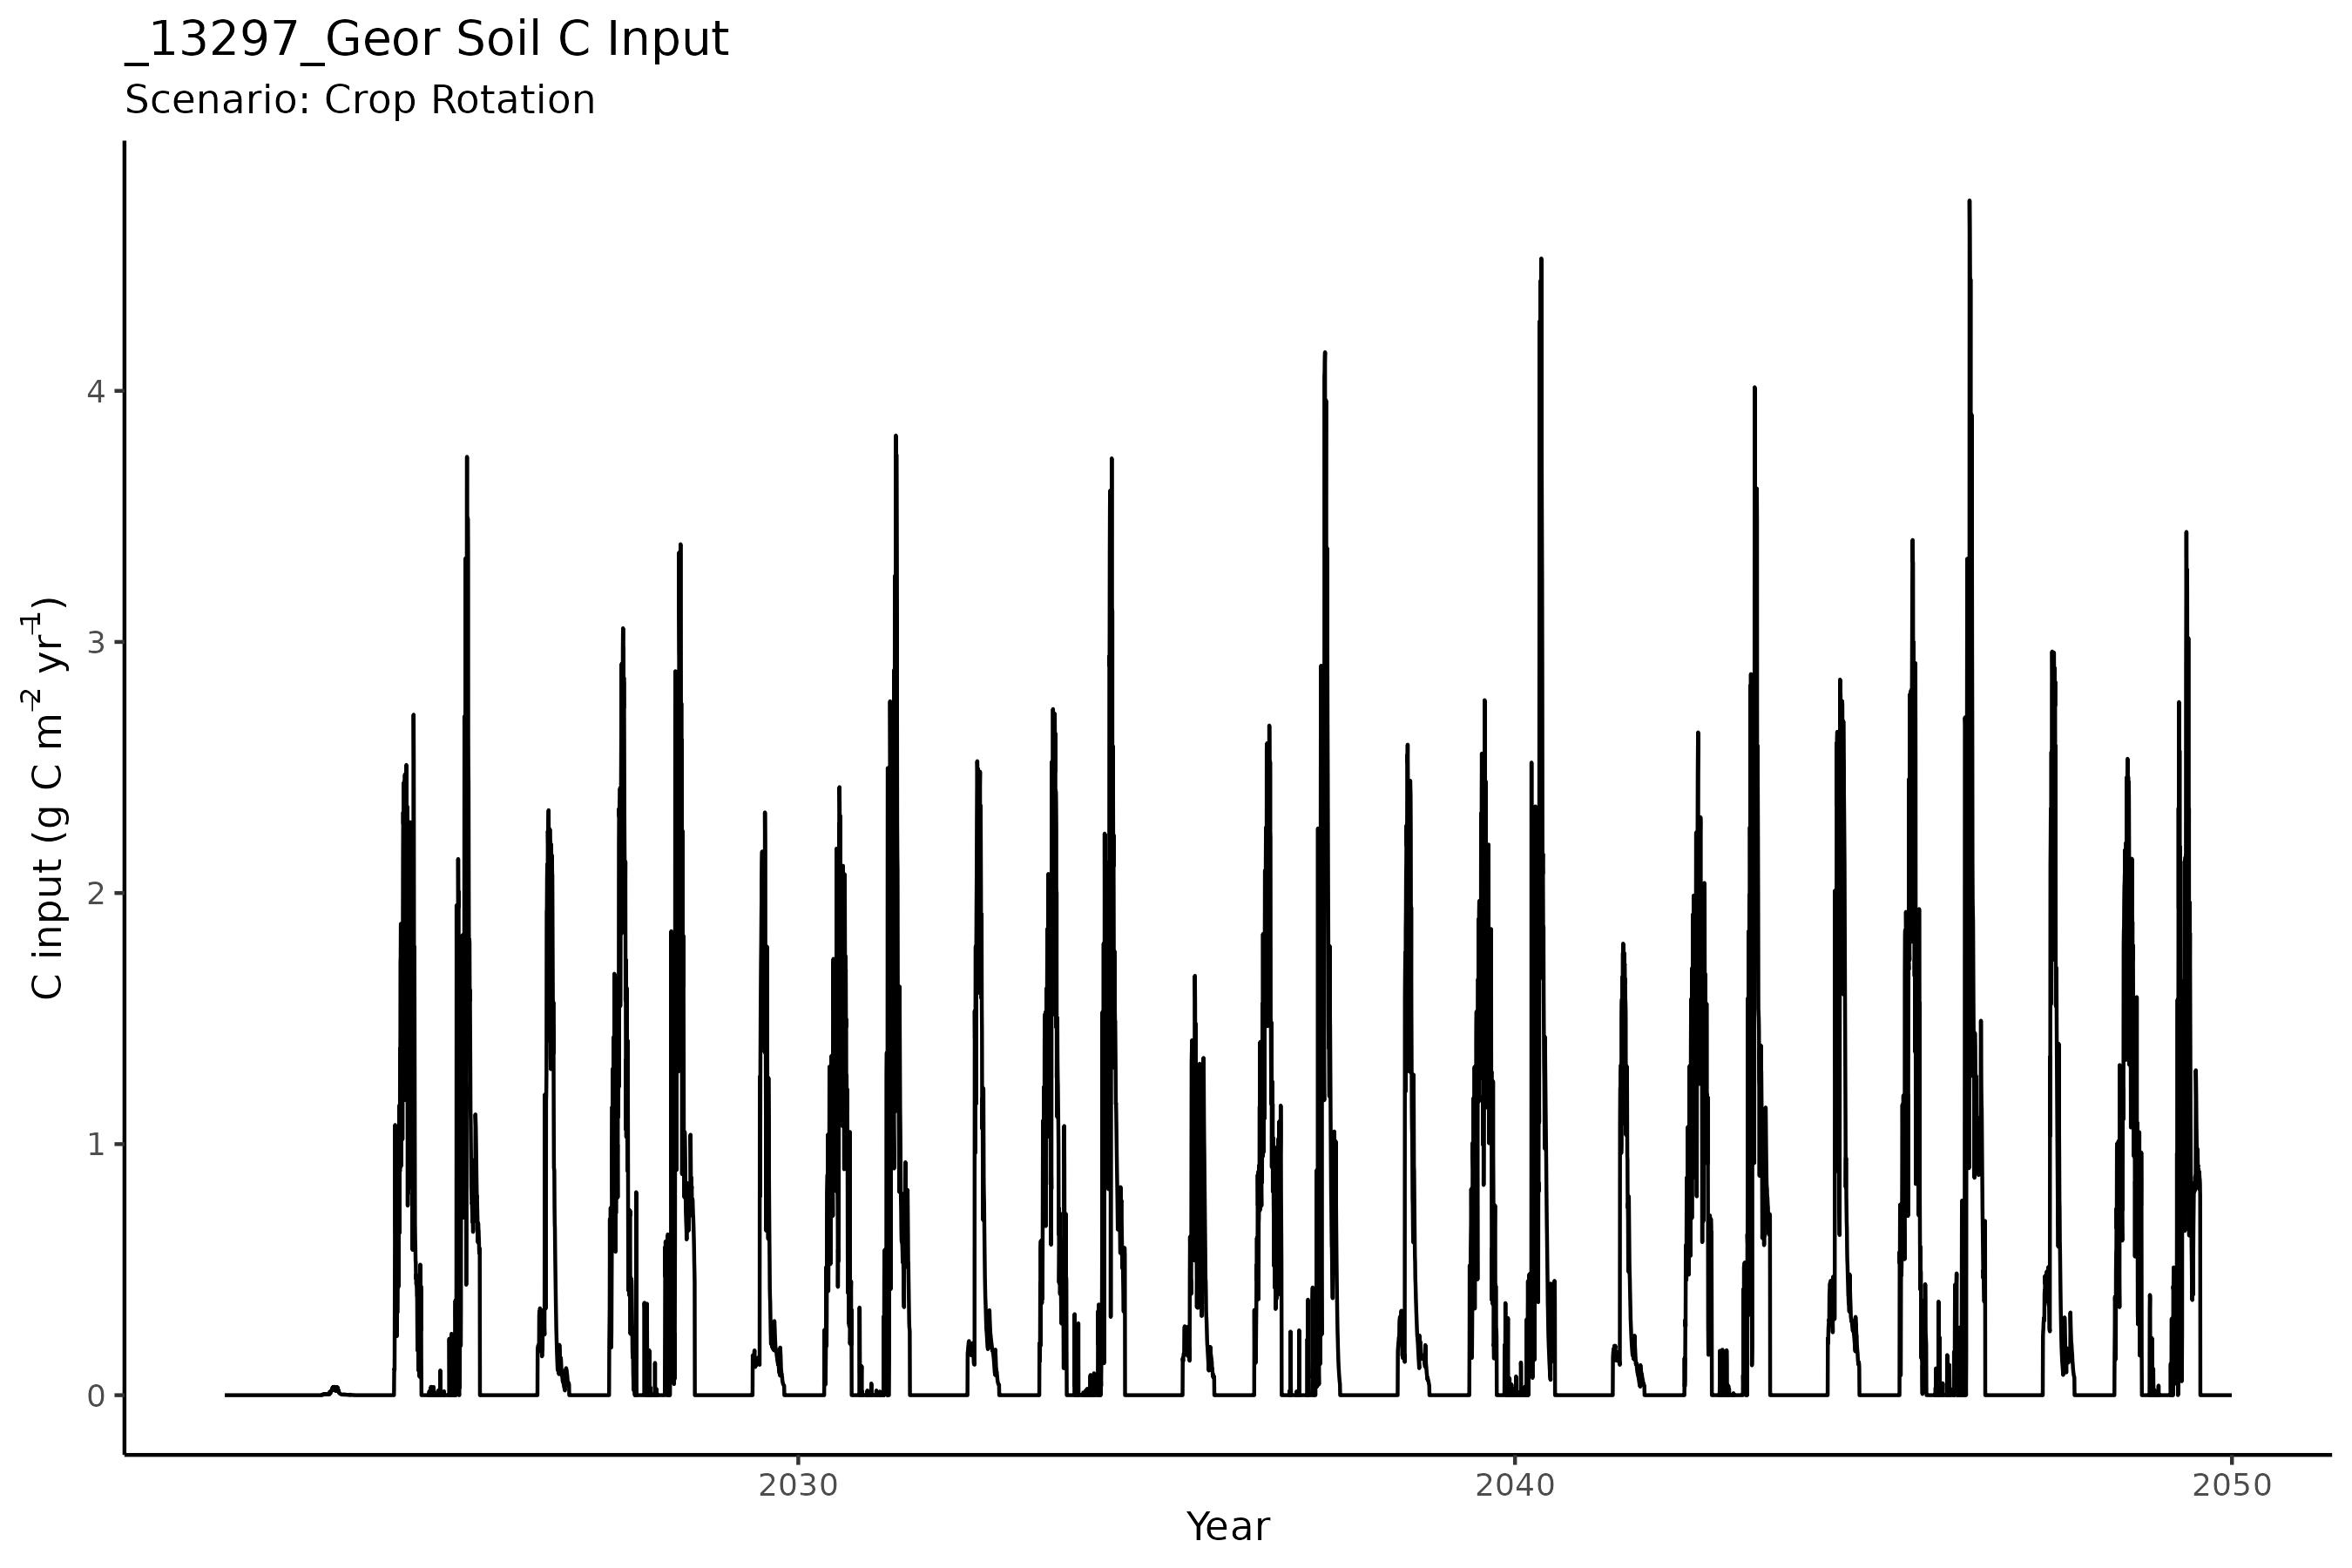 _13297_Geor Soil C Input
Scenario: Crop Rotation
C input (g C m⁻² yr⁻¹)
4
3
2
1
0
2030
2040
2050
Year